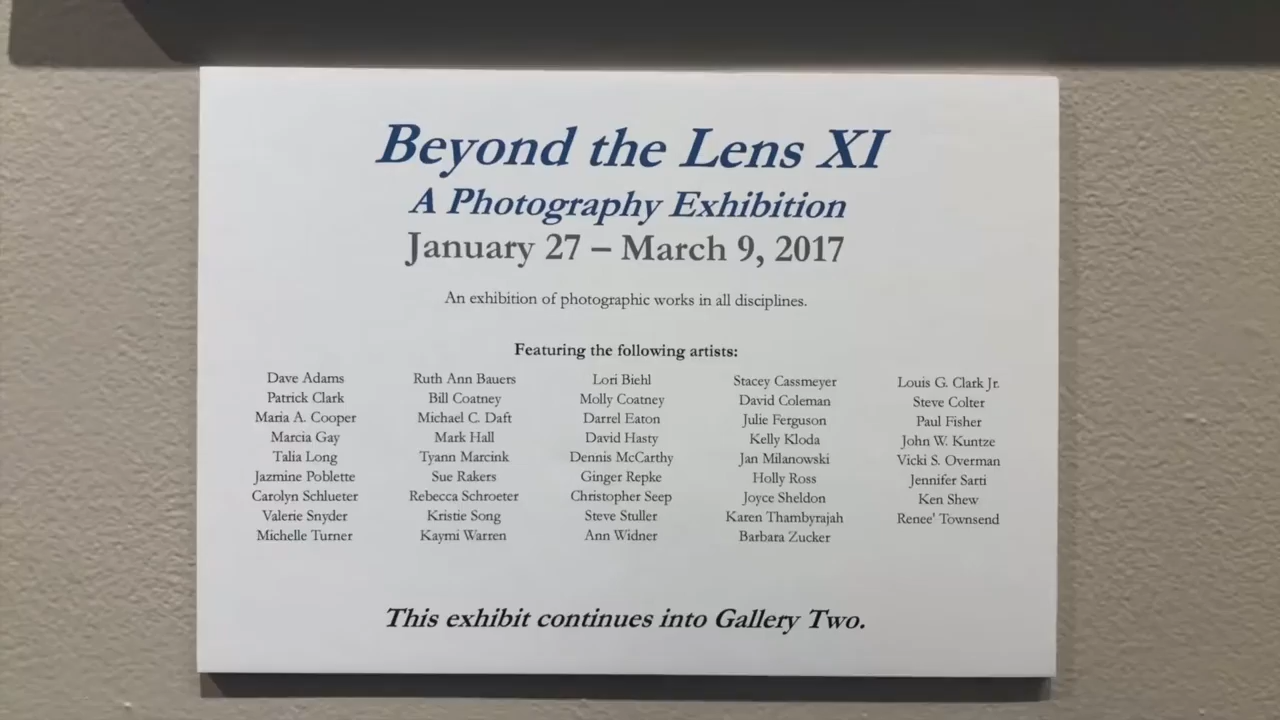 Beyond the Lens XI
A Photography Exhibition
January 27 – March 9, 2017
An exhibition of photographic works in all disciplines.
Featuring the following artists:
Dave Adams Ruth Ann Bauers Lori Biehl Stacey Cassmeyer Louis G. Clark Jr.
Patrick Clark Bill Coatney Molly Coatney David Coleman Steve Colter
Maria A. Cooper Michael C. Daft Darrel Eaton Julie Ferguson Paul Fisher
Marcia Gay Mark Hall David Hasty Kelly Kloda John W. Kuntze
Talia Long Tyann Marcink Dennis McCarthy Jan Milanowski Vicki S. Overman
Jazmine Poblette Sue Rakers Ginger Repke Holly Ross Jennifer Sarti
Carolyn Schlueter Rebecca Schroeter Christopher Seep Joyce Sheldon Ken Shew
Valerie Snyder Kristie Song Steve Stuller Karen Thambyrajah Renee' Townsend
Michelle Turner Kaymi Warren Ann Widner Barbara Zucker
This exhibit continues into Gallery Two.